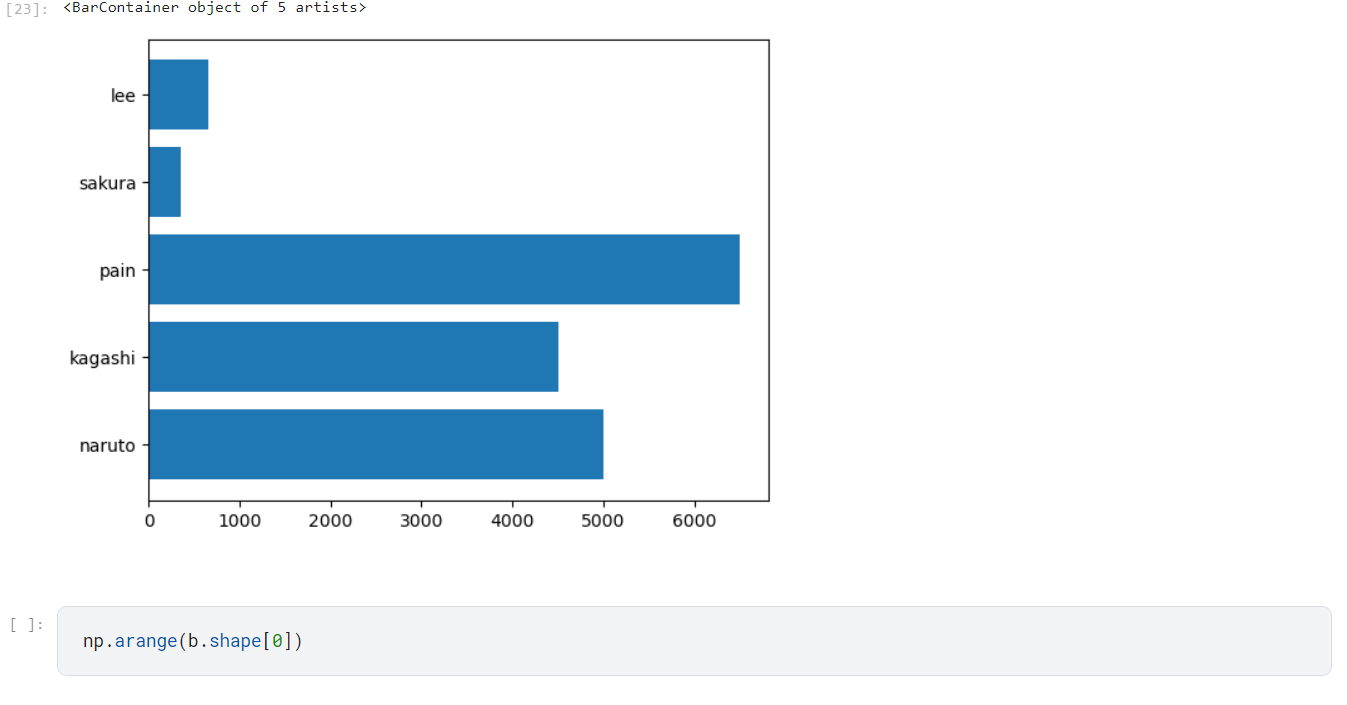 [23]: <BarContainer object of 5 artists>
lee
sakura
pain
kagashi
naruto
0 1000 2000 3000 4000 5000 6000
[ ]: np.arange(b.shape[0])